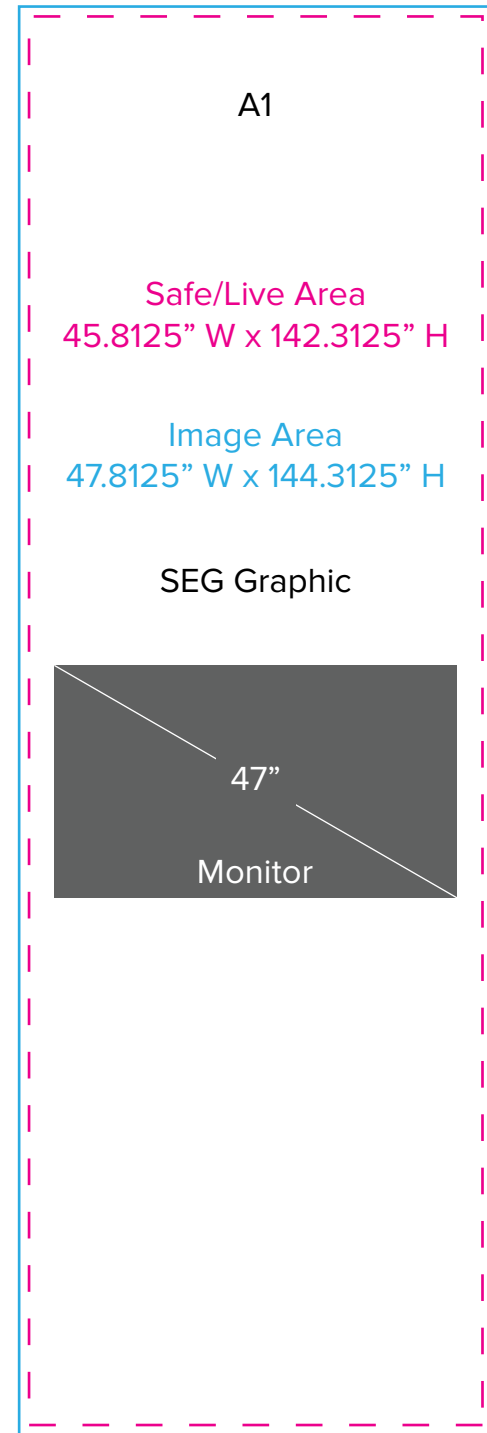 A1
Safe/Live Area
45.8125” W x 142.3125” H
Image Area
47.8125” W x 144.3125” H
SEG Graphic
47”
Monitor